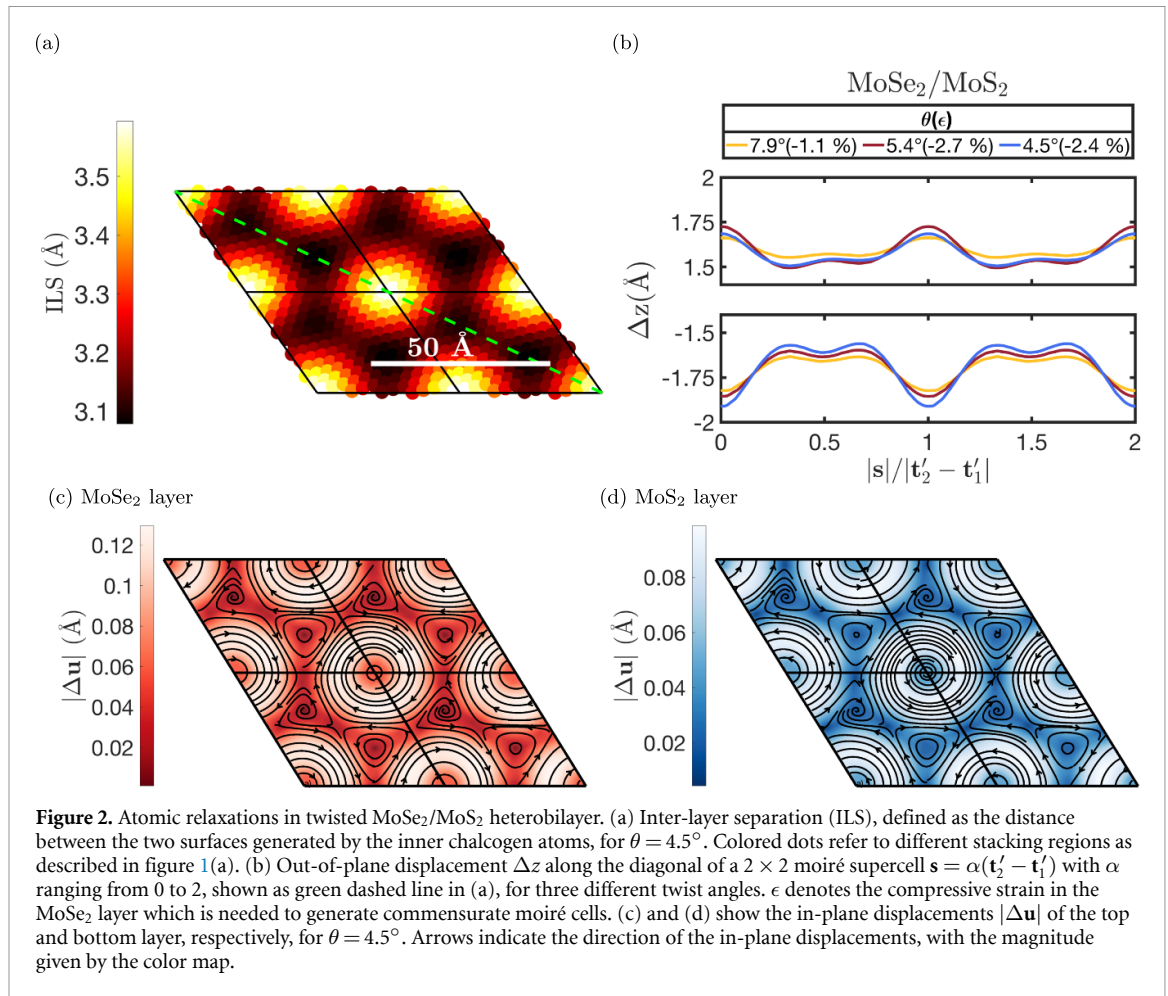 (a)
(b)
MoSe₂/MoS₂
θ(ϵ)
7.9°(-1.1 %) 5.4°(-2.7 %) 4.5°(-2.4 %)
ILS (Å)
3.5
3.4
3.3
3.2
3.1
50 Å
Δz(Å)
2
1.75
1.5
-1.5
-1.75
-2
0 0.5 1 1.5 2
|s|/|t′₂ − t′₁|
(c) MoSe₂ layer
(d) MoS₂ layer
|Δu| (Å)
0.12
0.1
0.08
0.06
0.04
0.02
|Δu| (Å)
0.08
0.06
0.04
0.02
Figure 2. Atomic relaxations in twisted MoSe₂/MoS₂ heterobilayer. (a) Inter-layer separation (ILS), defined as the distance
between the two surfaces generated by the inner chalcogen atoms, for θ = 4.5°. Colored dots refer to different stacking regions as
described in figure 1(a). (b) Out-of-plane displacement Δz along the diagonal of a 2 × 2 moiré supercell s = α(t′₂ − t′₁) with α
ranging from 0 to 2, shown as green dashed line in (a), for three different twist angles. ϵ denotes the compressive strain in the
MoSe₂ layer which is needed to generate commensurate moiré cells. (c) and (d) show the in-plane displacements |Δu| of the top
and bottom layer, respectively, for θ = 4.5°. Arrows indicate the direction of the in-plane displacements, with the magnitude
given by the color map.